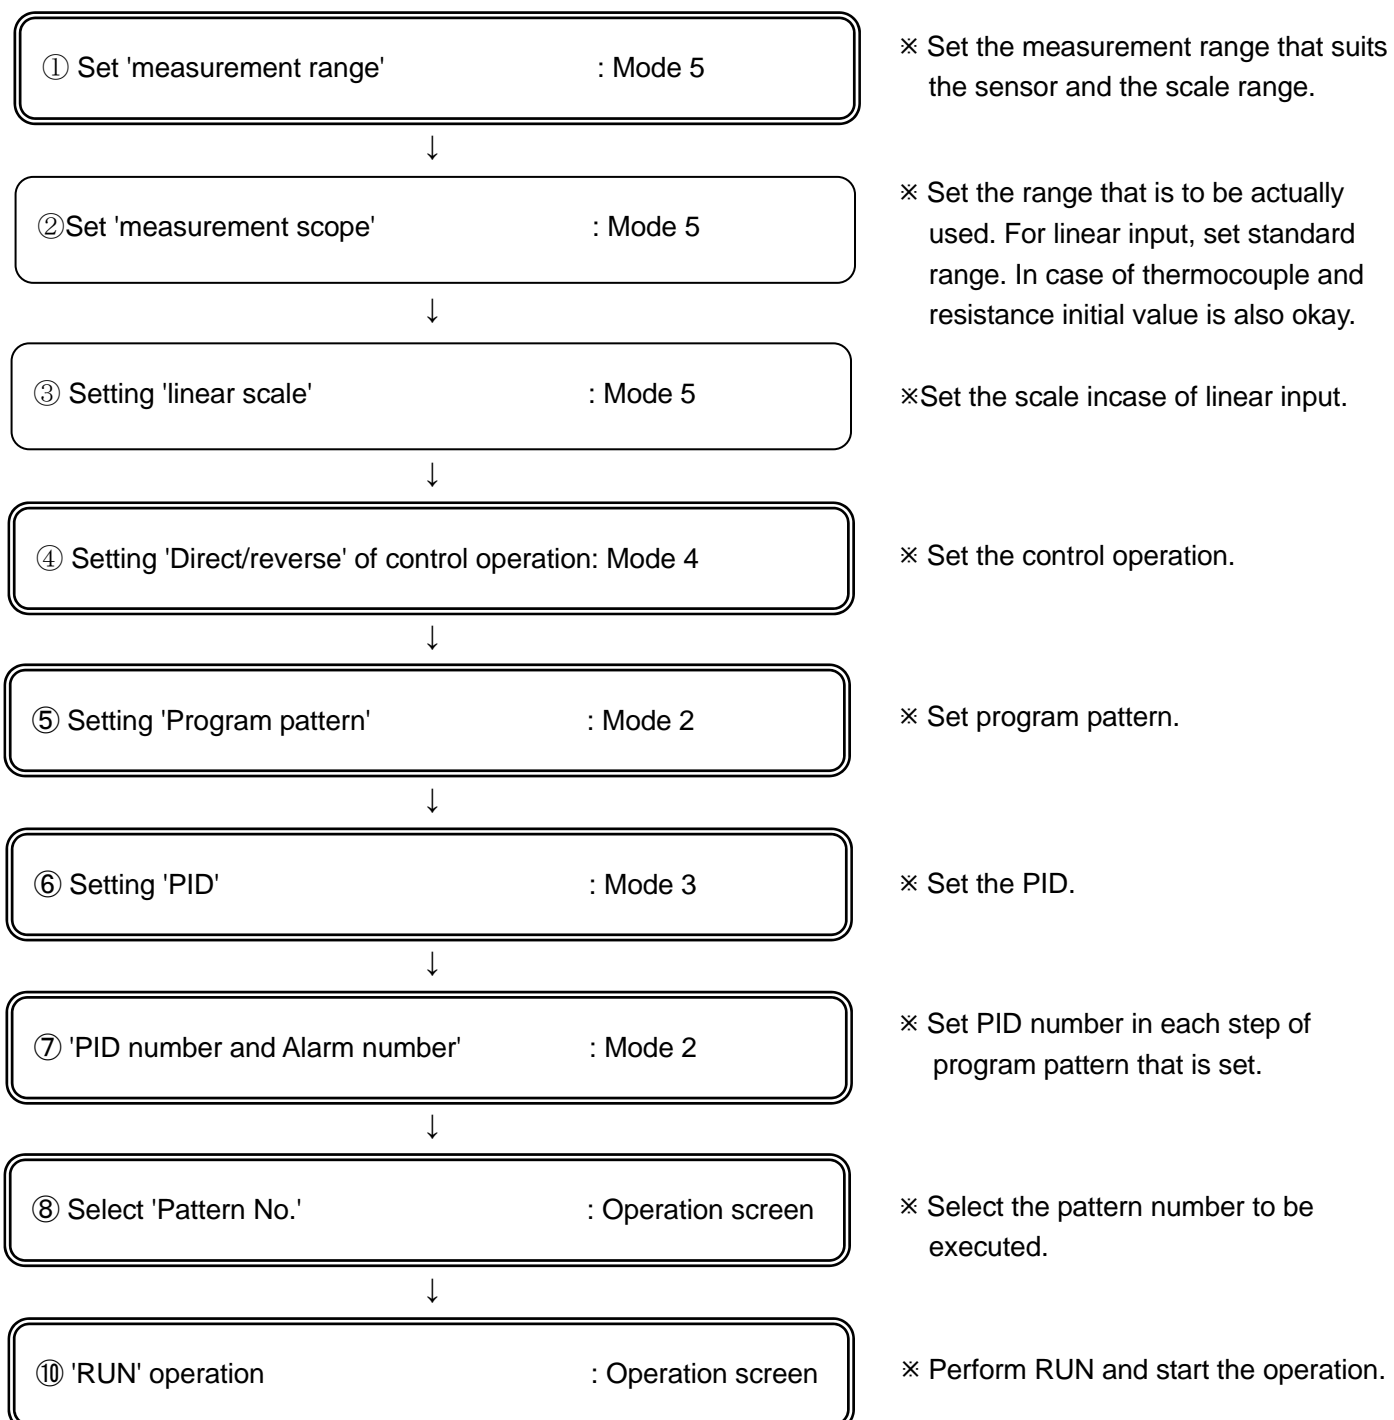 ① Set 'measurement range' : Mode 5
※ Set the measurement range that suits
the sensor and the scale range.
↓
②Set 'measurement scope' : Mode 5
※ Set the range that is to be actually
used. For linear input, set standard
range. In case of thermocouple and
resistance initial value is also okay.
↓
③ Setting 'linear scale' : Mode 5
※Set the scale incase of linear input.
↓
④ Setting 'Direct/reverse' of control operation: Mode 4
※ Set the control operation.
↓
⑤ Setting 'Program pattern' : Mode 2
※ Set program pattern.
↓
⑥ Setting 'PID' : Mode 3
※ Set the PID.
↓
⑦ 'PID number and Alarm number' : Mode 2
※ Set PID number in each step of
program pattern that is set.
↓
⑧ Select 'Pattern No.' : Operation screen
※ Select the pattern number to be
executed.
↓
⑩ 'RUN' operation : Operation screen
※ Perform RUN and start the operation.